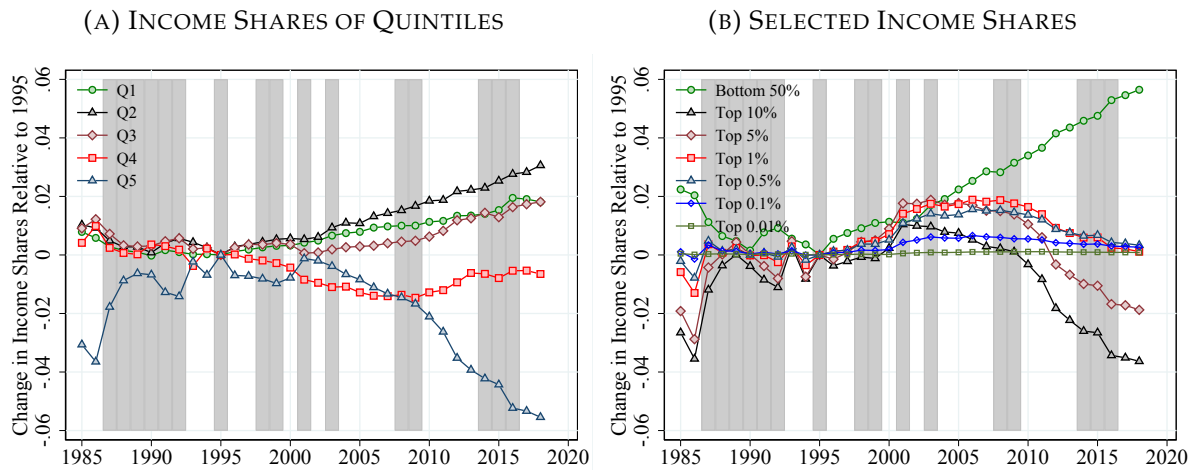 (A) INCOME SHARES OF QUINTILES
Change in Income Shares Relative to 1995
.06
.04
.02
0
-.02
-.04
-.06
Q1
Q2
Q3
Q4
Q5
1985 1990 1995 2000 2005 2010 2015 2020
(B) SELECTED INCOME SHARES
Change in Income Shares Relative to 1995
.06
.04
.02
0
-.02
-.04
-.06
Bottom 50%
Top 10%
Top 5%
Top 1%
Top 0.5%
Top 0.1%
Top 0.01%
1985 1990 1995 2000 2005 2010 2015 2020